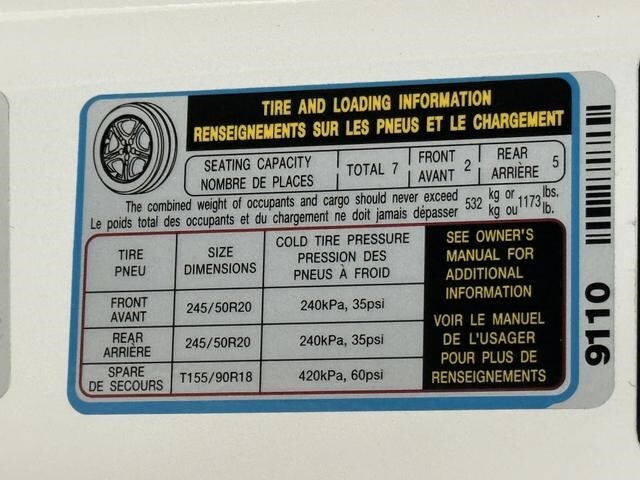 TIRE AND LOADING INFORMATION
RENSEIGNEMENTS SUR LES PNEUS ET LE CHARGEMENT
SEATING CAPACITY TOTAL 7 FRONT 2 REAR 5
NOMBRE DE PLACES AVANT ARRIÈRE
The combined weight of occupants and cargo should never exceed 532 kg or 1173 lbs.
Le poids total des occupants et du chargement ne doit jamais dépasser kg ou lb.
TIRE PNEU
SIZE DIMENSIONS
COLD TIRE PRESSURE
PRESSION DES
PNEUS À FROID
FRONT AVANT 245/50R20 240kPa, 35psi
REAR ARRIÈRE 245/50R20 240kPa, 35psi
SPARE DE SECOURS T155/90R18 420kPa, 60psi
SEE OWNER'S
MANUAL FOR
ADDITIONAL
INFORMATION
VOIR LE MANUEL
DE L'USAGER
POUR PLUS DE
RENSEIGNEMENTS
9110